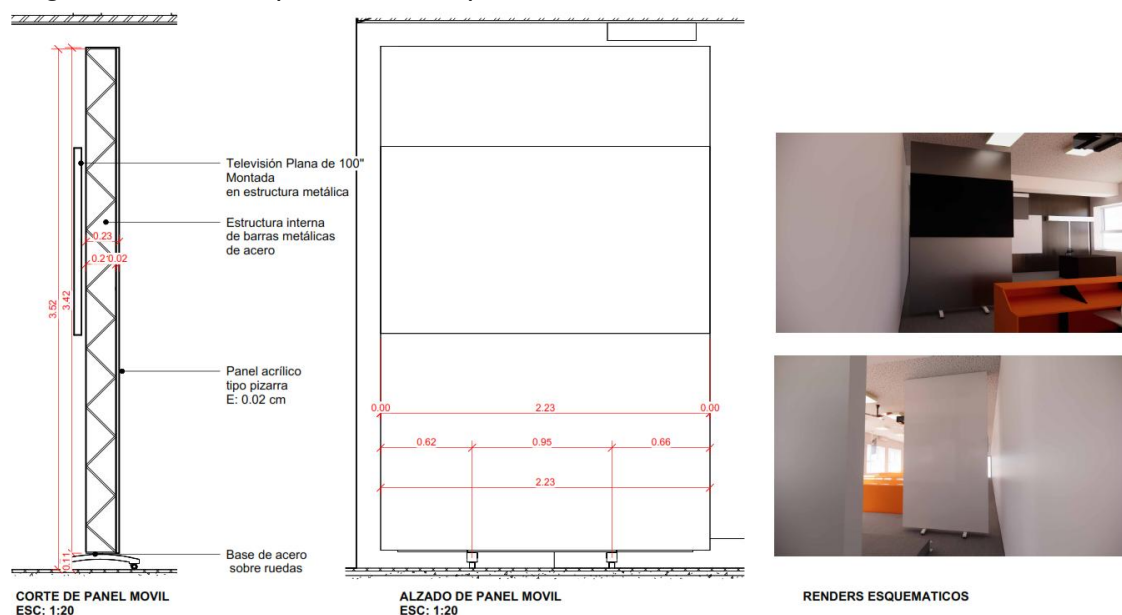 Televisión Plana de 100"
Montada
en estructura metálica
Estructura interna
de barras metálicas
de acero
0.23
0.2 0.02
3.52
3.42
Panel acrílico
tipo pizarra
E: 0.02 cm
0.11
Base de acero
sobre ruedas
CORTE DE PANEL MOVIL
ESC: 1:20
0.00
2.23
0.00
0.62
0.95
0.66
2.23
ALZADO DE PANEL MOVIL
ESC: 1:20
RENDERS ESQUEMATICOS